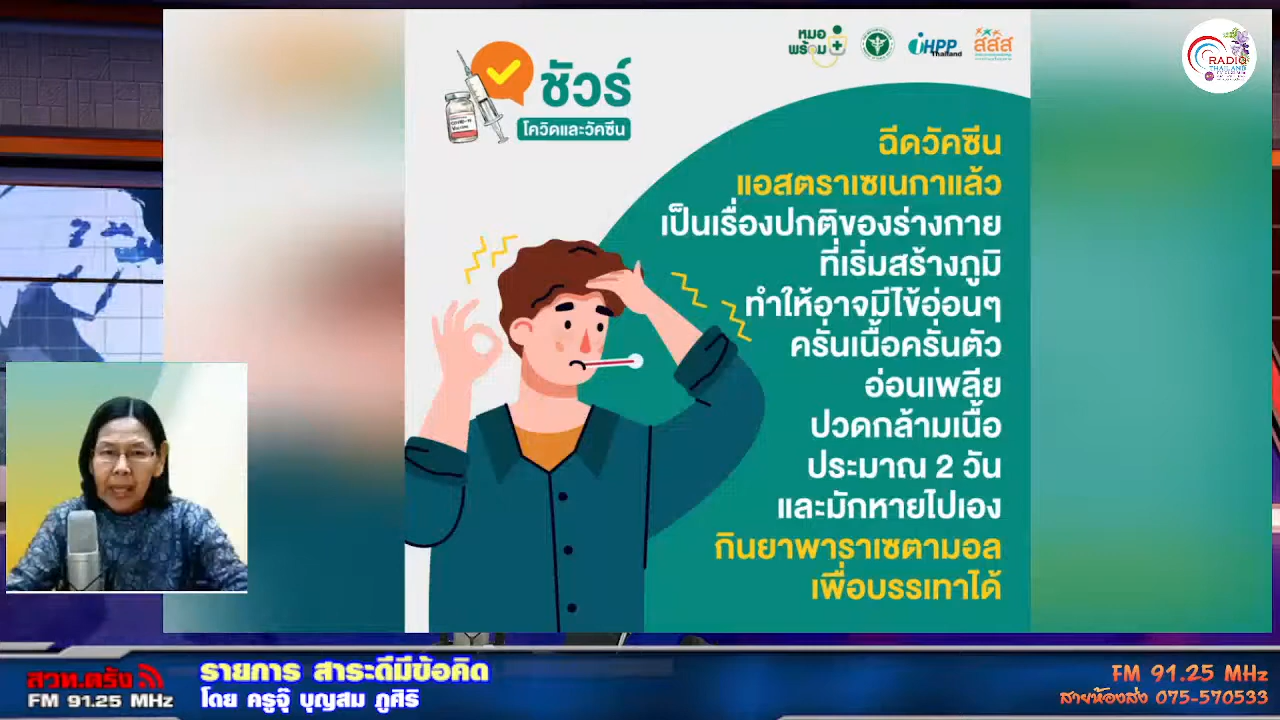 หมอ
พร้อม
iHPP
Thailand
สสส
RADIO
THAILAND
ชัวร์
โควิดและวัคซีน
COVID-19
Vaccine
ฉีดวัคซีน
แอสตราเซเนกาแล้ว
เป็นเรื่องปกติของร่างกาย
ที่เริ่มสร้างภูมิ
ทำให้อาจมีไข้อ่อนๆ
ครั่นเนื้อครั่นตัว
อ่อนเพลีย
ปวดกล้ามเนื้อ
ประมาณ 2 วัน
และมักหายไปเอง
กินยาพาราเซตามอล
เพื่อบรรเทาได้
สวท.ตรัง
FM 91.25 MHz
รายการ สาระดีมีข้อคิด
โดย ครูจุ๊ บุญสม ภูศิริ
FM 91.25 MHz
สายห้องส่ง 075-570533